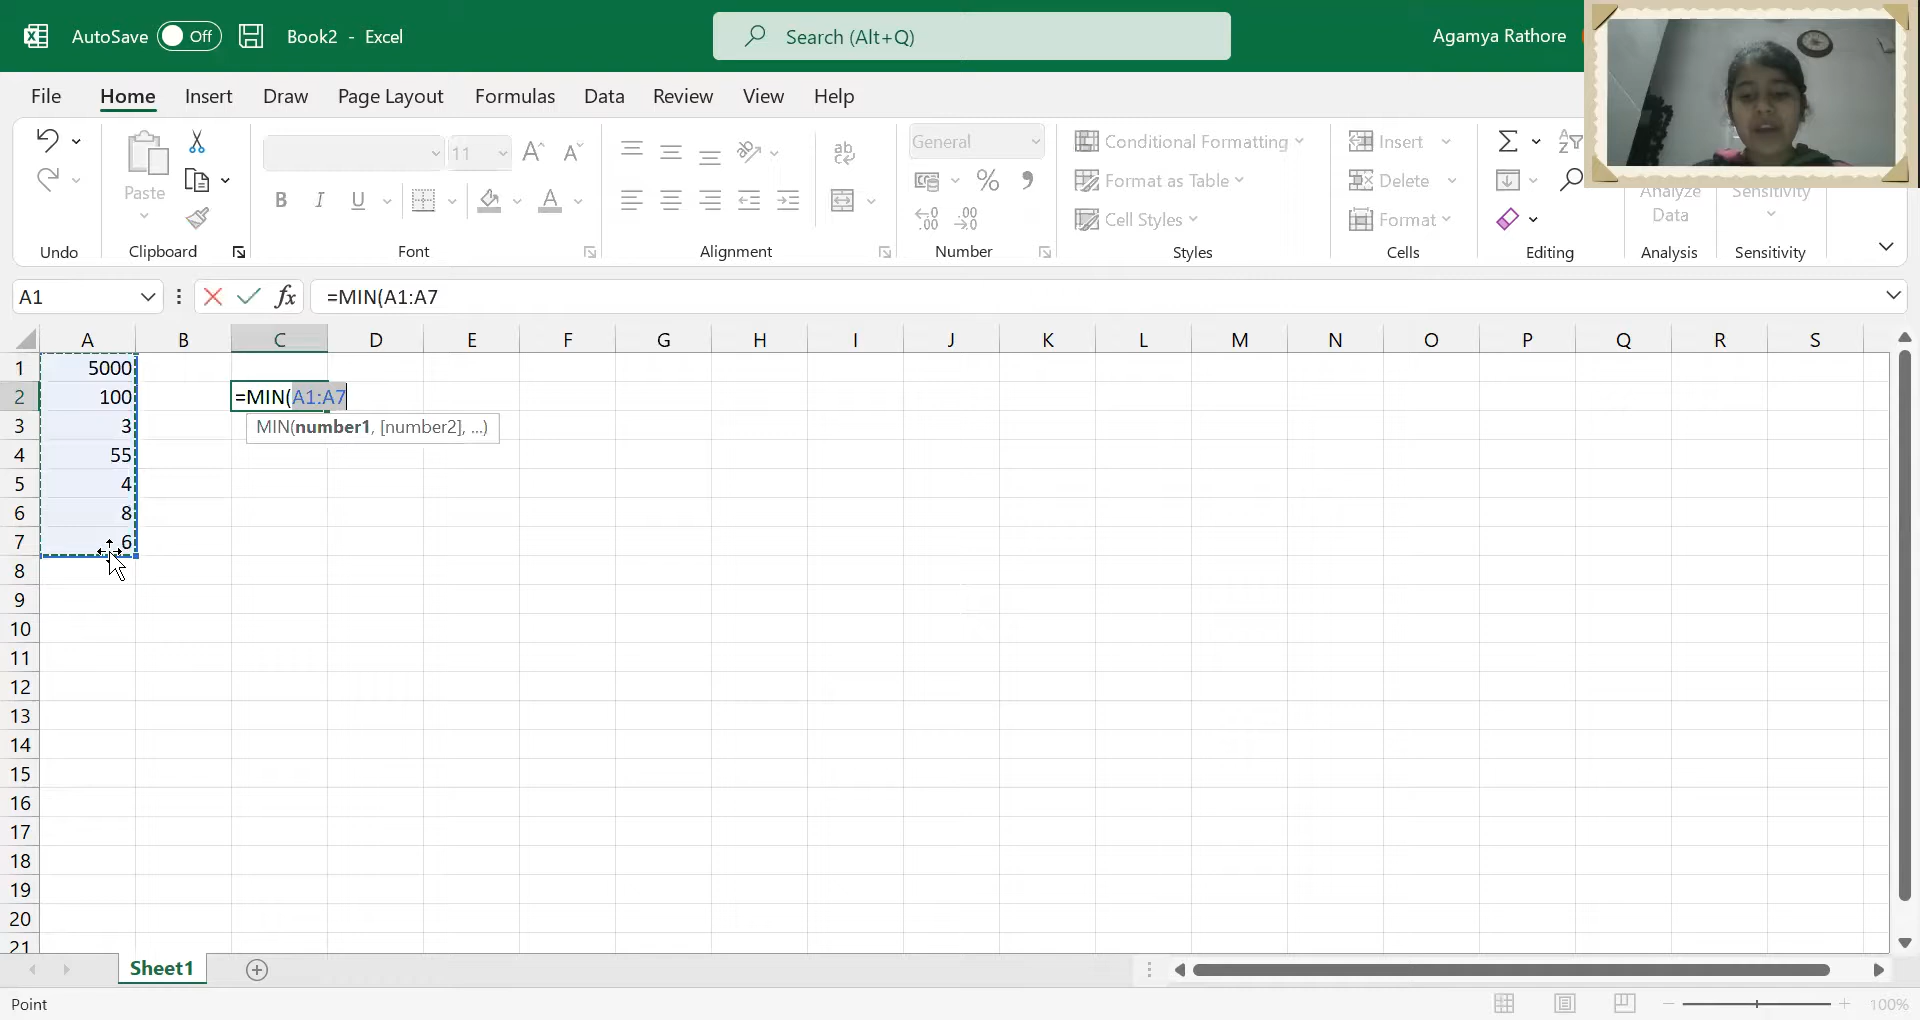 AutoSave Off Book2 - Excel Search (Alt+Q) Agamya Rathore
File Home Insert Draw Page Layout Formulas Data Review View Help
11 General Conditional Formatting Insert
Paste Format as Table Delete Analyze Data Sensitivity
B I U Cell Styles Format
Undo Clipboard Font Alignment Number Styles Cells Editing Analysis Sensitivity
A1 fx =MIN(A1:A7
A B C D E F G H I J K L M N O P Q R S
1 5000
2 100 =MIN(A1:A7
3 3 MIN(number1, [number2], ...)
4 55
5 4
6 8
7 6
8
9
10
11
12
13
14
15
16
17
18
19
20
21
Sheet1
Point 100%